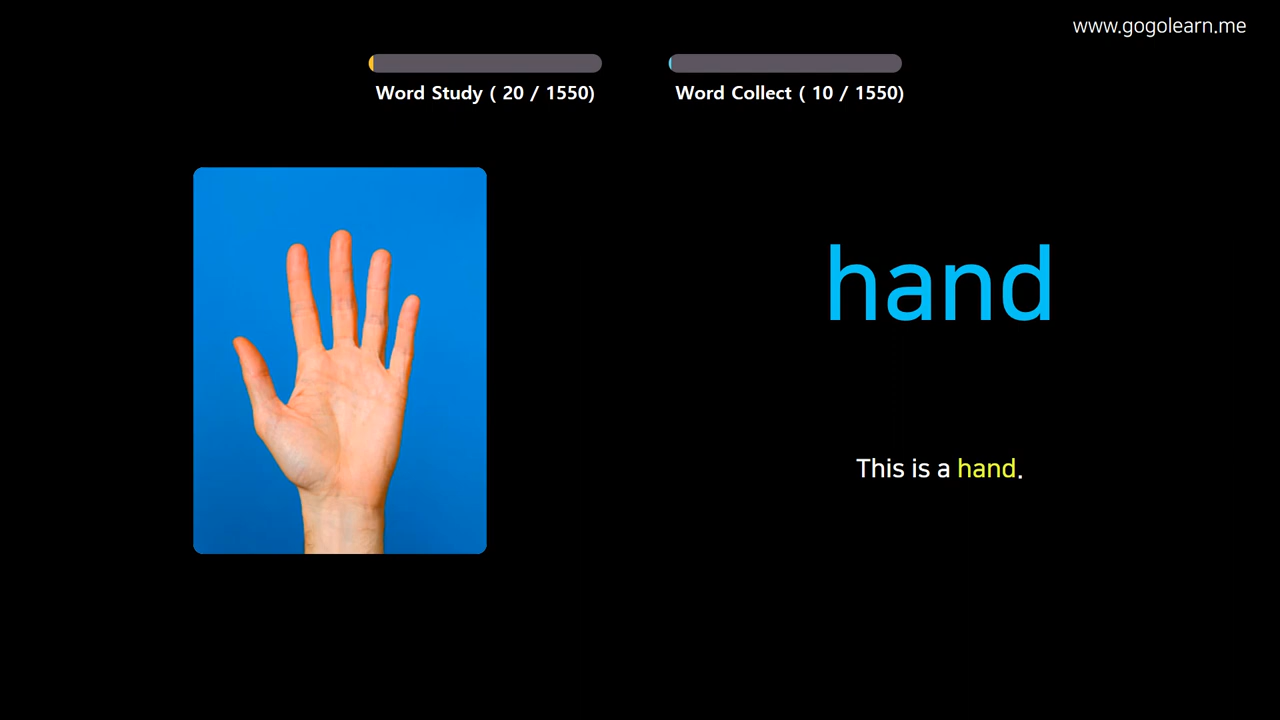 www.gogolearn.me
Word Study ( 20 / 1550)
Word Collect ( 10 / 1550)
hand
This is a hand.